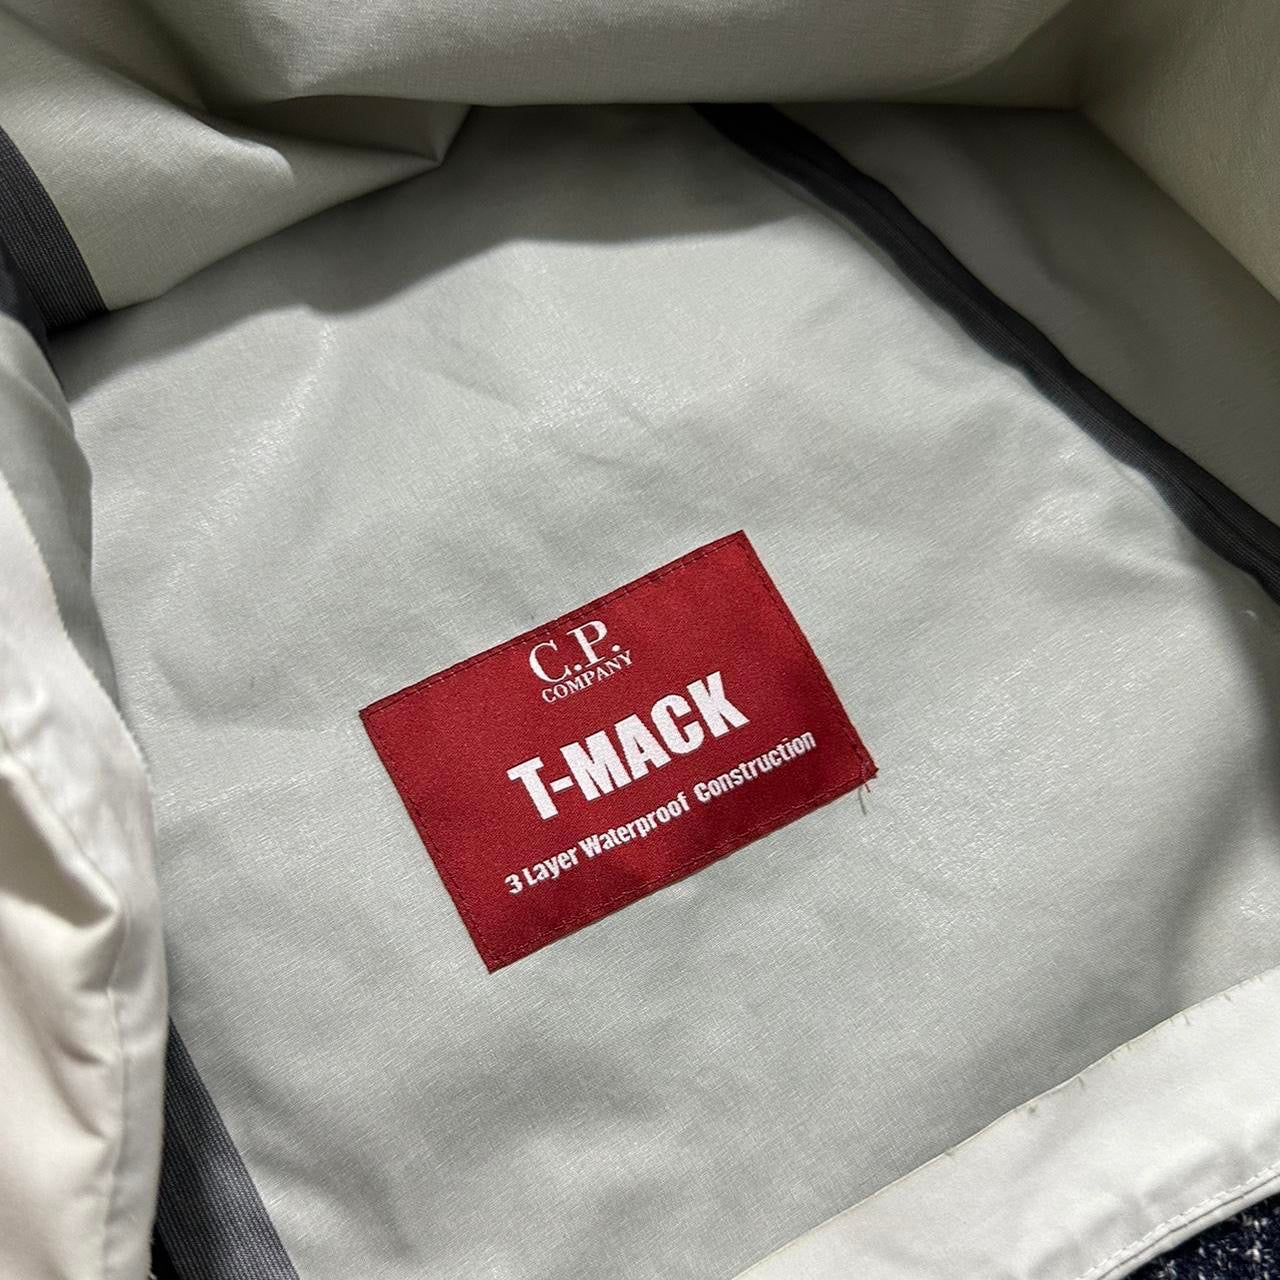 C.P.
COMPANY
T-MACK
3 Layer Waterproof Construction